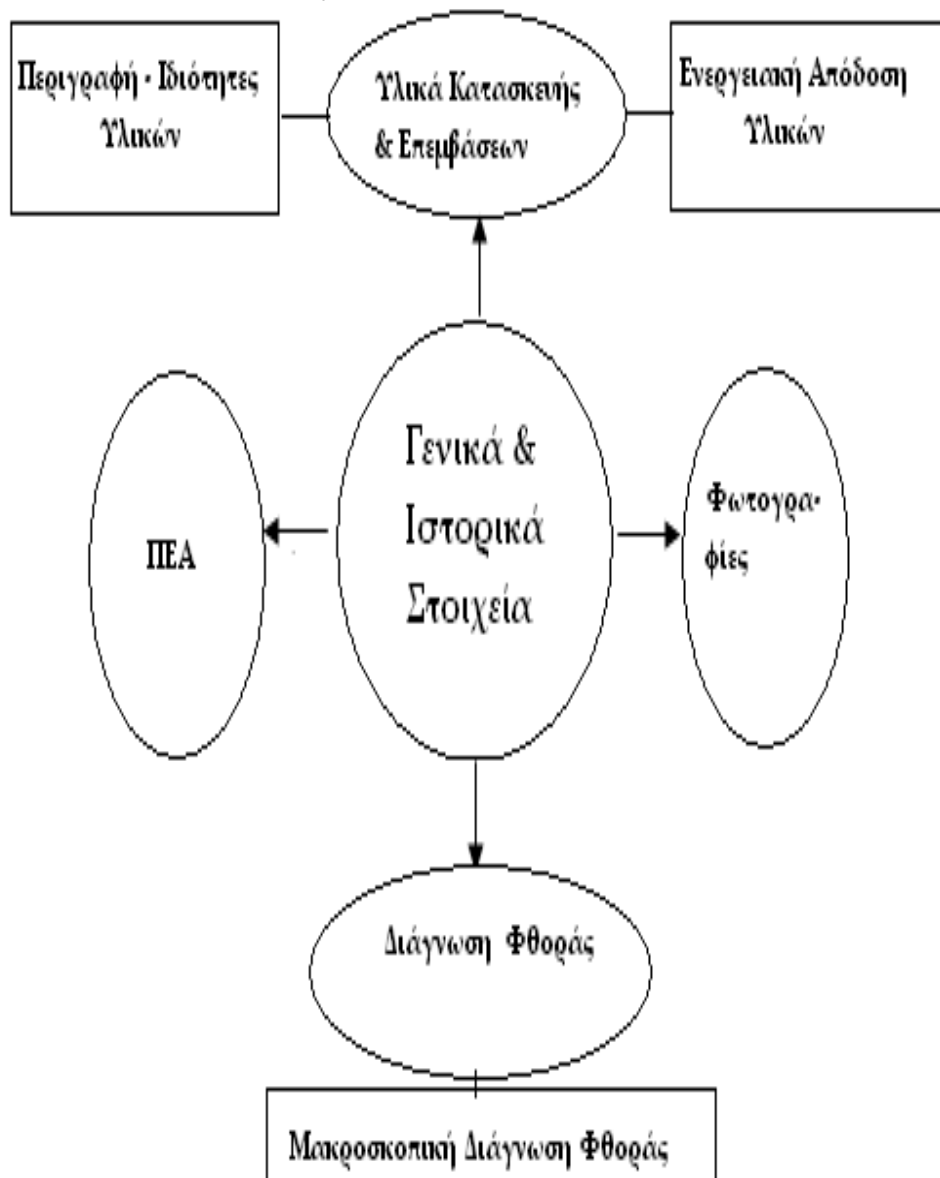 Περιγραφή - Ιδιότητες
Υλικών
Υλικά Κατασκευής
& Επεμβάσεων
Ενεργειακή Απόδοση
Υλικών
ΠΕΑ
Γενικά &
Ιστορικά
Στοιχεία
Φωτογρα-
φίες
Διάγνωση Φθοράς
Μακροσκοπική Διάγνωση Φθοράς